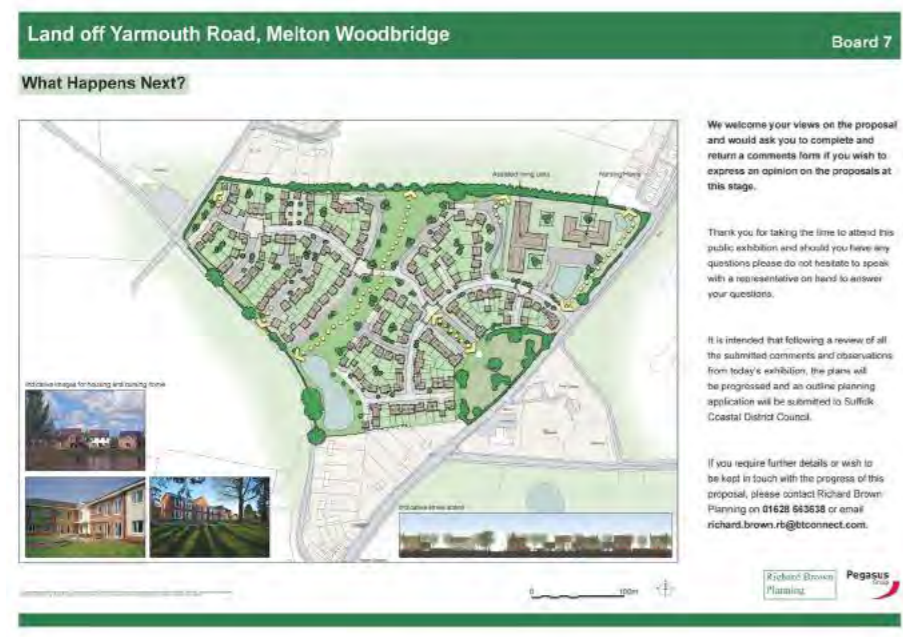 Land off Yarmouth Road, Melton Woodbridge
Board 7
What Happens Next?
Assisted living units
Nursing Home
Indicative images for housing and nursing home
Indicative street scene
0
100m
We welcome your views on the proposal
and would ask you to complete and
return a comments form if you wish to
express an opinion on the proposals at
this stage.
Thank you for taking the time to attend this
public exhibition and should you have any
questions please do not hesitate to speak
with a representative on hand to answer
your questions.
It is intended that following a review of all
the submitted comments and observations
from today's exhibition, the plans will
be progressed and an outline planning
application will be submitted to Suffolk
Coastal District Council.
If you require further details or wish to
be kept in touch with the progress of this
proposal, please contact Richard Brown
Planning on 01628 663638 or email
richard.brown.rb@btconnect.com.
Richard Brown
Planning
Pegasus
Group